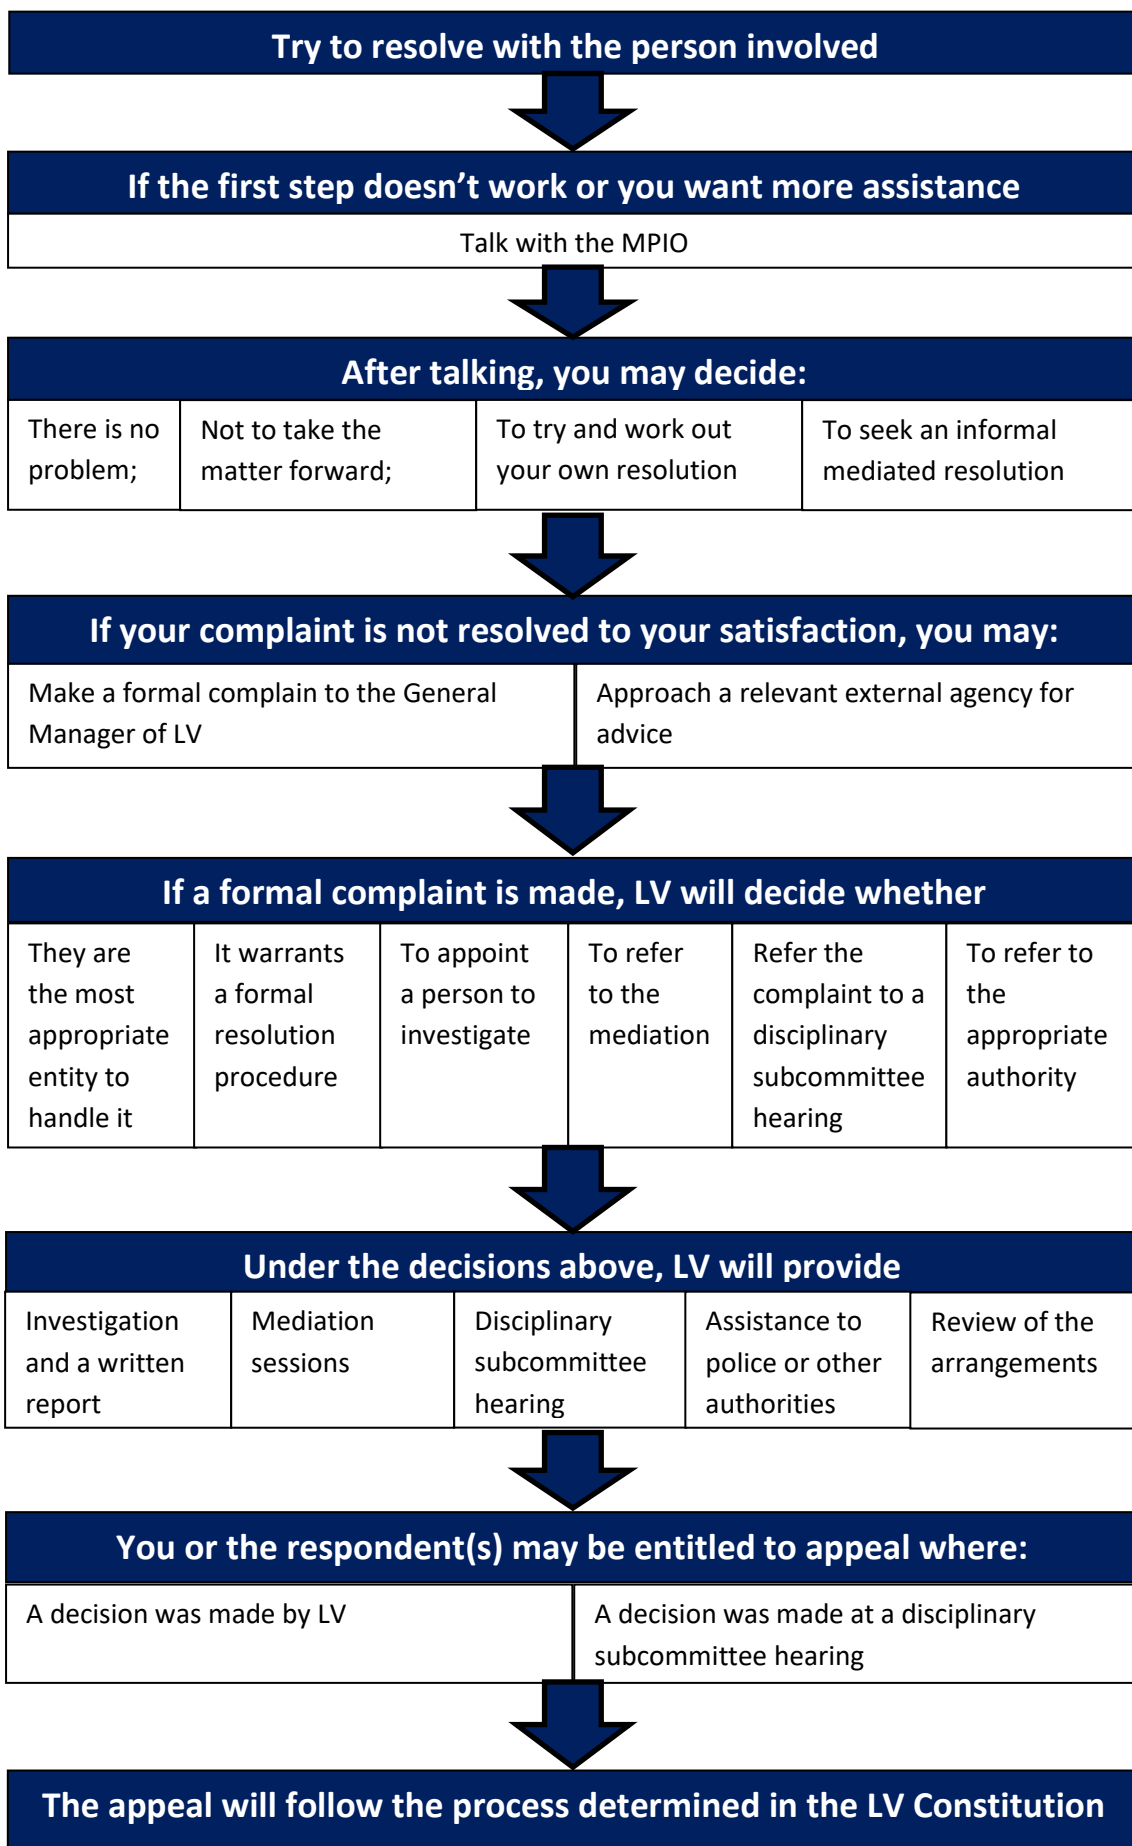 Try to resolve with the person involved
If the first step doesn’t work or you want more assistance
Talk with the MPIO
After talking, you may decide:
There is no
problem;
Not to take the
matter forward;
To try and work out
your own resolution
To seek an informal
mediated resolution
If your complaint is not resolved to your satisfaction, you may:
Make a formal complain to the General
Manager of LV
Approach a relevant external agency for
advice
If a formal complaint is made, LV will decide whether
They are
the most
appropriate
entity to
handle it
It warrants
a formal
resolution
procedure
To appoint
a person to
investigate
To refer
to the
mediation
Refer the
complaint to a
disciplinary
subcommittee
hearing
To refer to
the
appropriate
authority
Under the decisions above, LV will provide
Investigation
and a written
report
Mediation
sessions
Disciplinary
subcommittee
hearing
Assistance to
police or other
authorities
Review of the
arrangements
You or the respondent(s) may be entitled to appeal where:
A decision was made by LV
A decision was made at a disciplinary
subcommittee hearing
The appeal will follow the process determined in the LV Constitution